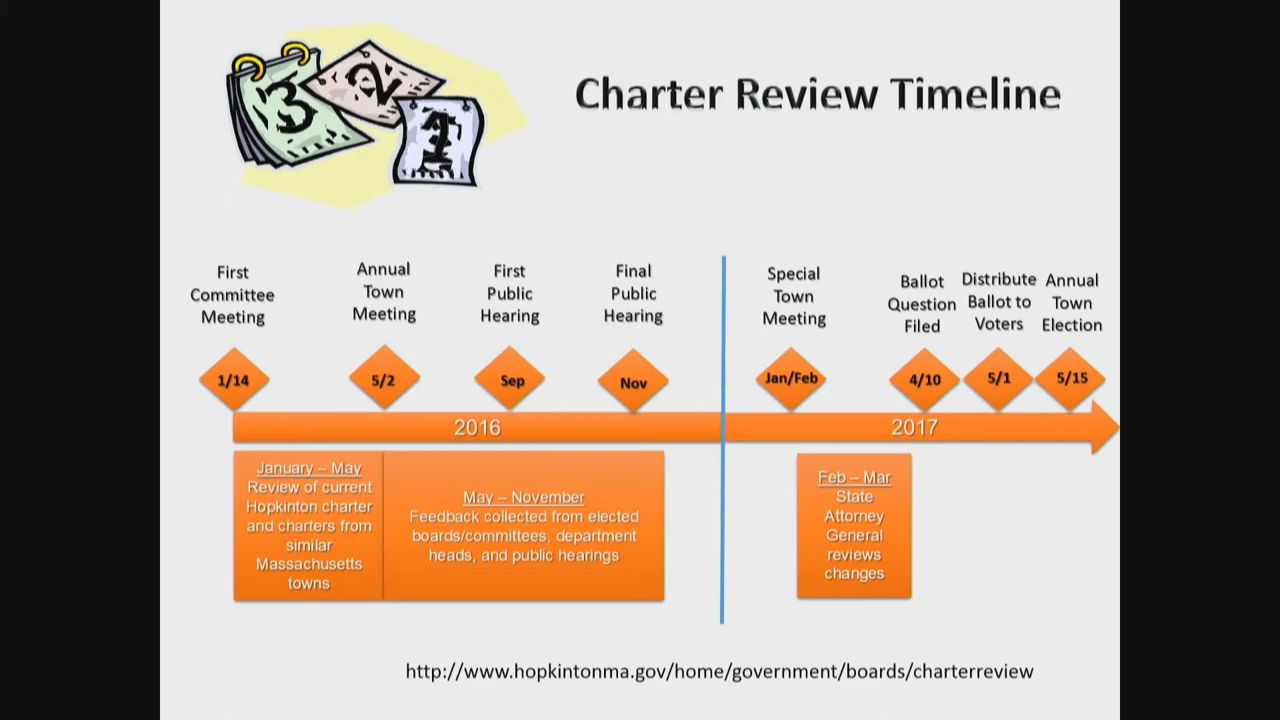 3
2
1
Charter Review Timeline
First
Committee
Meeting
Annual
Town
Meeting
First
Public
Hearing
Final
Public
Hearing
Special
Town
Meeting
Ballot
Question
Filed
Distribute
Ballot to
Voters
Annual
Town
Election
1/14
5/2
Sep
Nov
Jan/Feb
4/10
5/1
5/15
2016
2017
January – May
Review of current
Hopkinton charter
and charters from
similar
Massachusetts
towns
May – November
Feedback collected from elected
boards/committees, department
heads, and public hearings
Feb – Mar
State
Attorney
General
reviews
changes
http://www.hopkintonma.gov/home/government/boards/charterreview